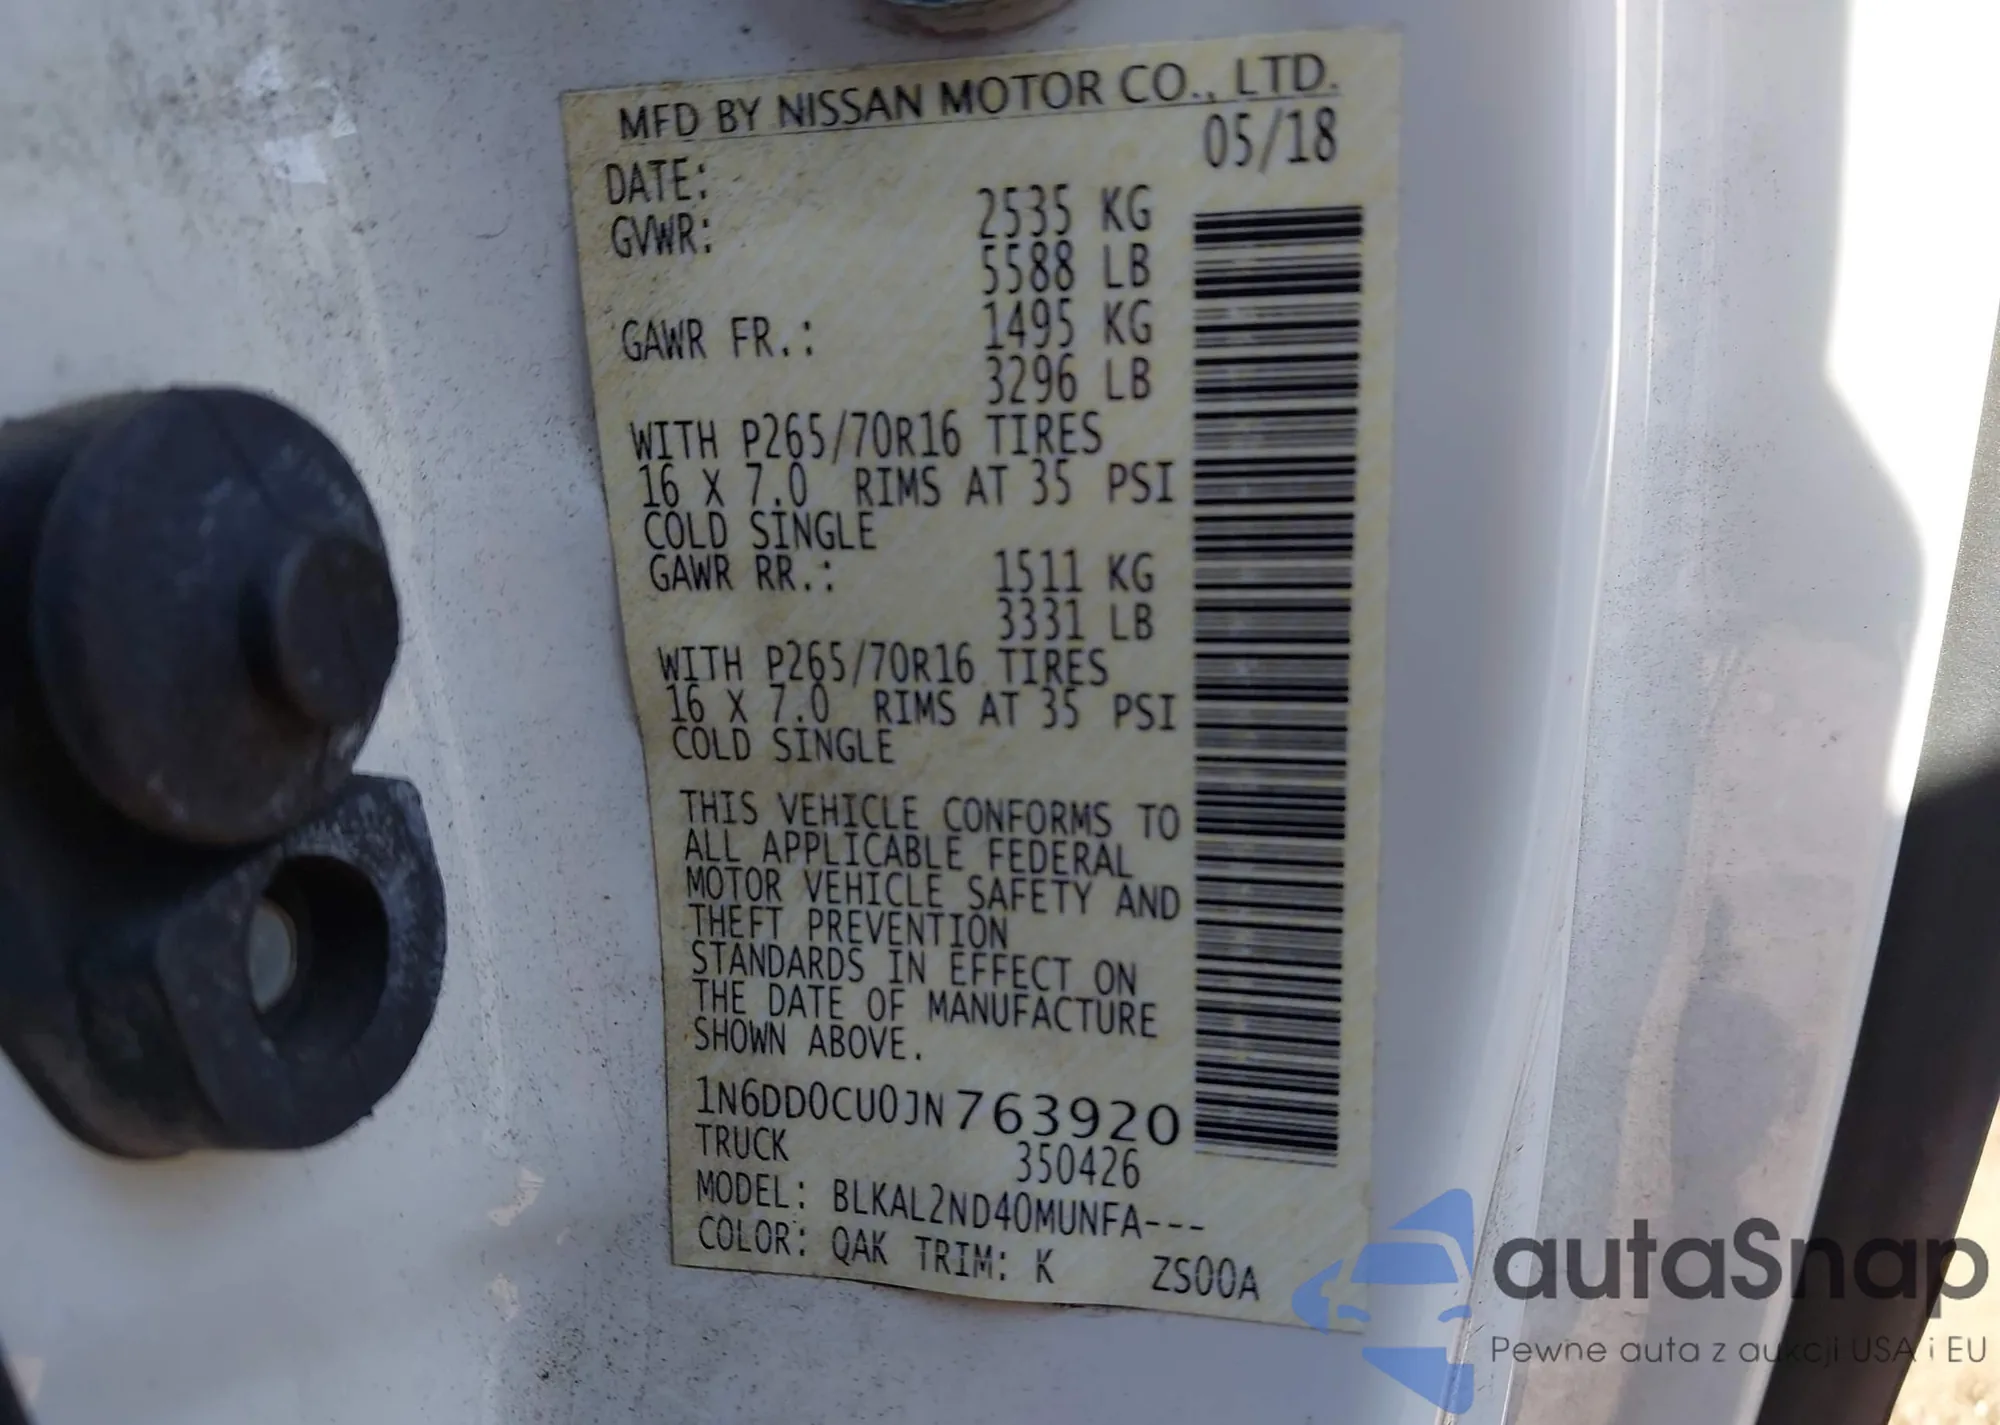 MFD BY NISSAN MOTOR CO., LTD.
DATE: 05/18
GVWR: 2535 KG
5588 LB
GAWR FR.: 1495 KG
3296 LB
WITH P265/70R16 TIRES
16 X 7.0 RIMS AT 35 PSI
COLD SINGLE
GAWR RR.: 1511 KG
3331 LB
WITH P265/70R16 TIRES
16 X 7.0 RIMS AT 35 PSI
COLD SINGLE
THIS VEHICLE CONFORMS TO
ALL APPLICABLE FEDERAL
MOTOR VEHICLE SAFETY AND
THEFT PREVENTION
STANDARDS IN EFFECT ON
THE DATE OF MANUFACTURE
SHOWN ABOVE.
1N6DD0CU0JN763920
TRUCK 350426
MODEL: BLKAL2ND40MUNFA---
COLOR: QAK TRIM: K ZS00A
autaSnap
Pewne auta z aukcji USA i EU